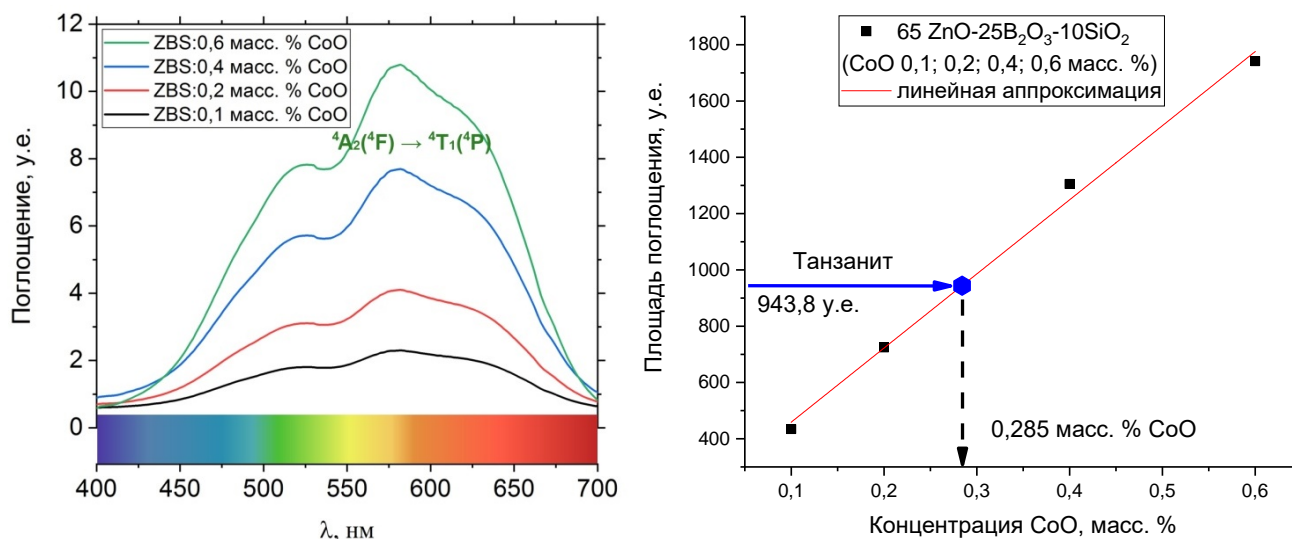 12
10
8
6
4
2
0
Поглощение, у.е.
ZBS:0,6 масс. % CoO
ZBS:0,4 масс. % CoO
ZBS:0,2 масс. % CoO
ZBS:0,1 масс. % CoO
⁴A₂(⁴F) → ⁴T₁(⁴P)
400 450 500 550 600 650 700
λ, нм
1800
1600
1400
1200
1000
800
600
400
Площадь поглощения, у.е.
65 ZnO-25B₂O₃-10SiO₂
(CoO 0,1; 0,2; 0,4; 0,6 масс. %)
линейная аппроксимация
Танзанит
943,8 у.е.
0,285 масс. % CoO
0,1 0,2 0,3 0,4 0,5 0,6
Концентрация CoO, масс. %